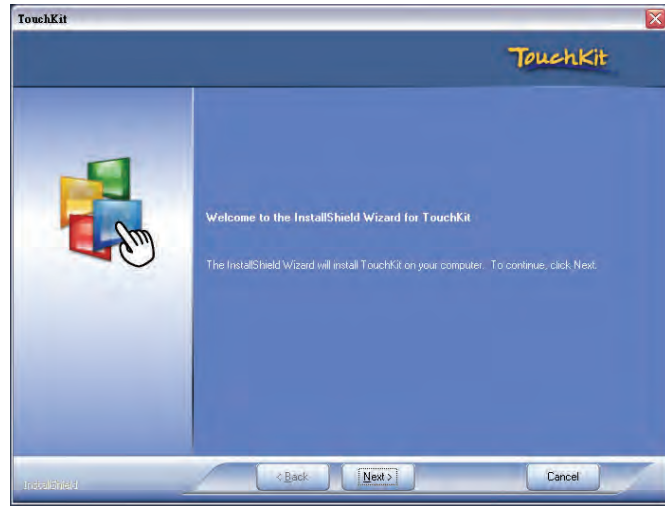 TouchKit
TouchKit
Welcome to the InstallShield Wizard for TouchKit
The InstallShield Wizard will install TouchKit on your computer. To continue, click Next.
InstallShield
< Back Next > Cancel